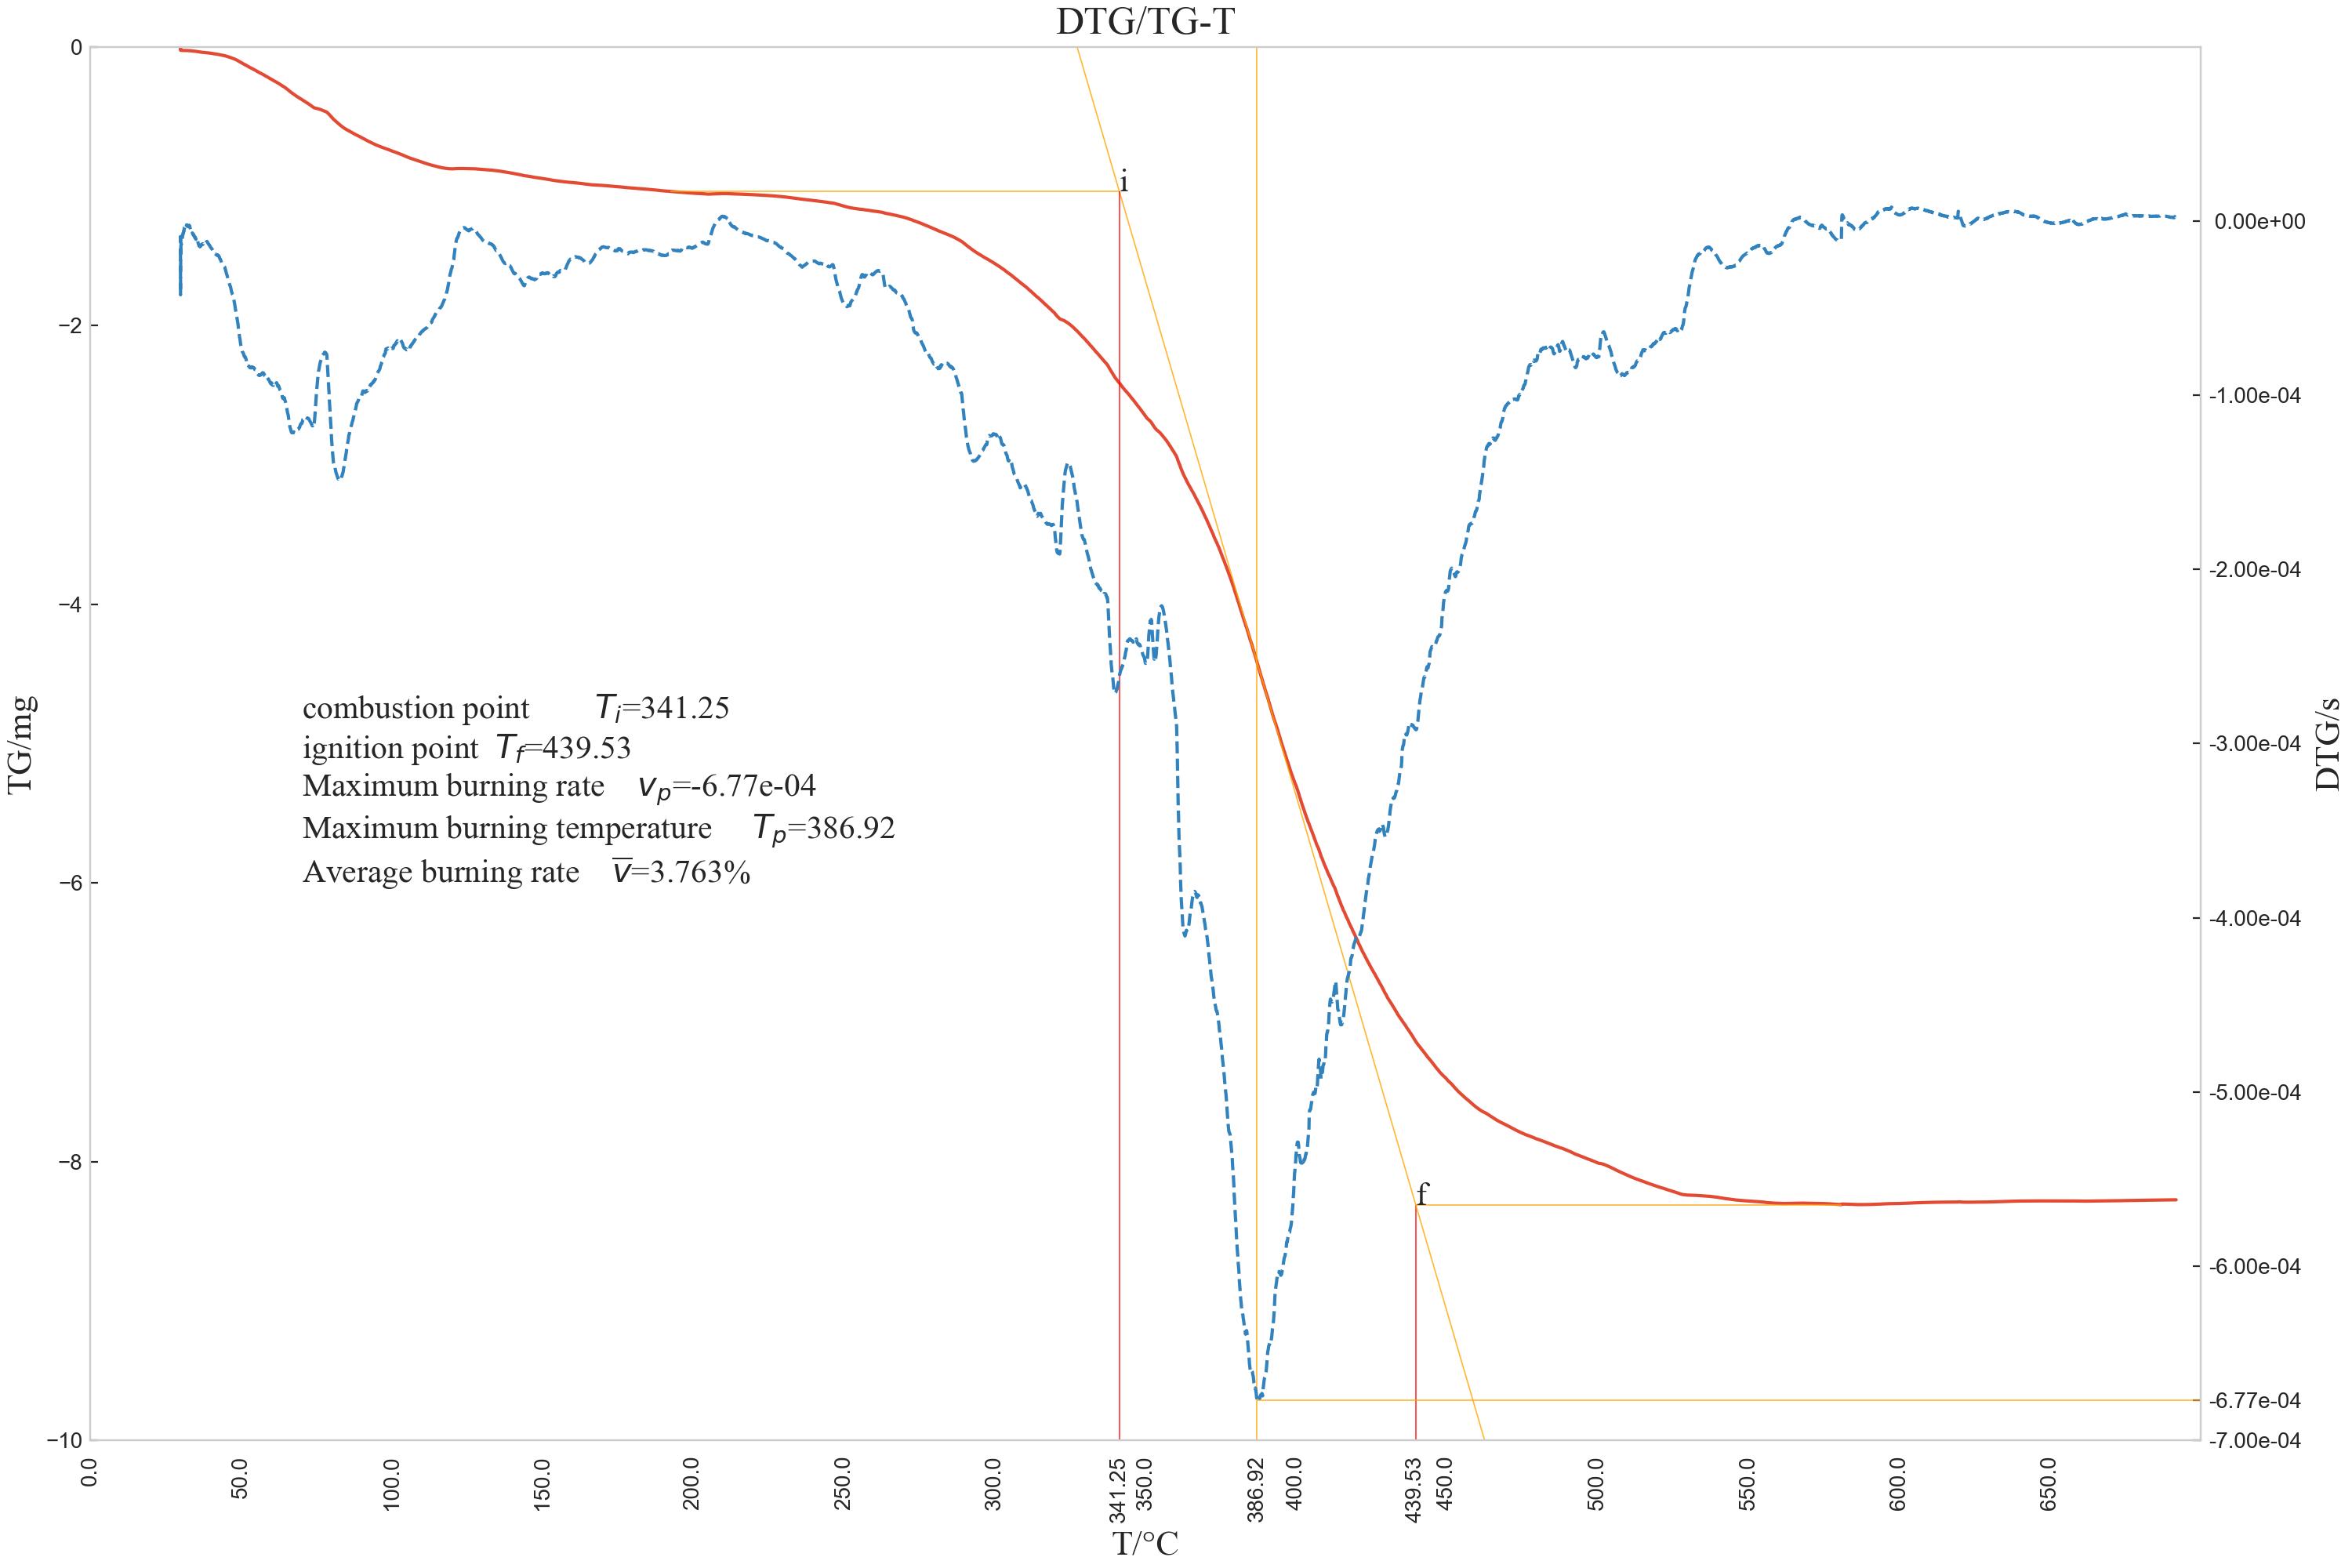 DTG/TG-T
0
−2
−4
−6
−8
−10
TG/mg
i
f
combustion point Ti=341.25
ignition point Tf=439.53
Maximum burning rate vp=-6.77e-04
Maximum burning temperature Tp=386.92
Average burning rate v̅=3.763%
0.00e+00
-1.00e-04
-2.00e-04
-3.00e-04
-4.00e-04
-5.00e-04
-6.00e-04
-6.77e-04
-7.00e-04
DTG/s
0.0
50.0
100.0
150.0
200.0
250.0
300.0
341.25
350.0
386.92
400.0
439.53
450.0
500.0
550.0
600.0
650.0
T/°C